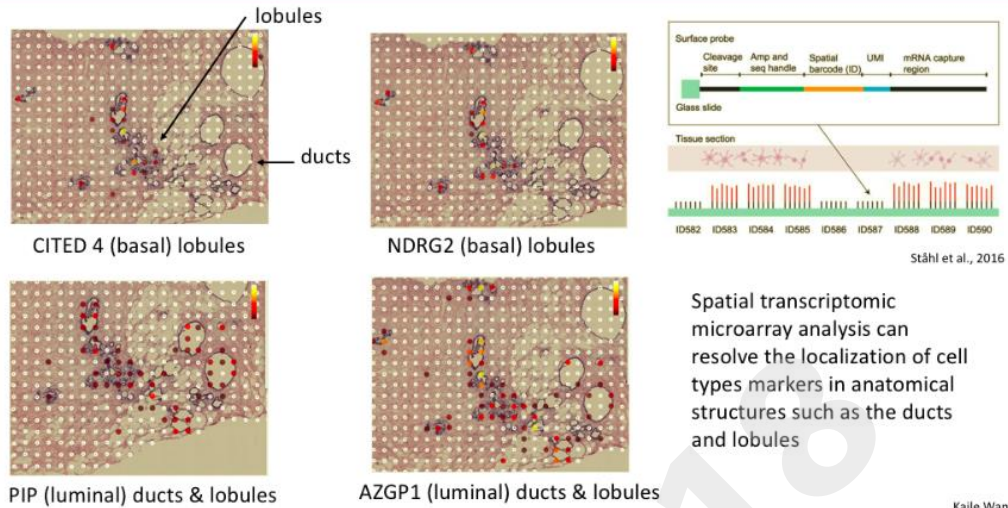 lobules
ducts
CITED 4 (basal) lobules
NDRG2 (basal) lobules
PIP (luminal) ducts & lobules
AZGP1 (luminal) ducts & lobules
Surface probe
Cleavage site
Amp and seq handle
Spatial barcode (ID)
UMI
mRNA capture region
Glass slide
Tissue section
ID582 ID583 ID584 ID585 ID586 ID587 ID588 ID589 ID590
Ståhl et al., 2016
Spatial transcriptomic
microarray analysis can
resolve the localization of cell
types markers in anatomical
structures such as the ducts
and lobules
18